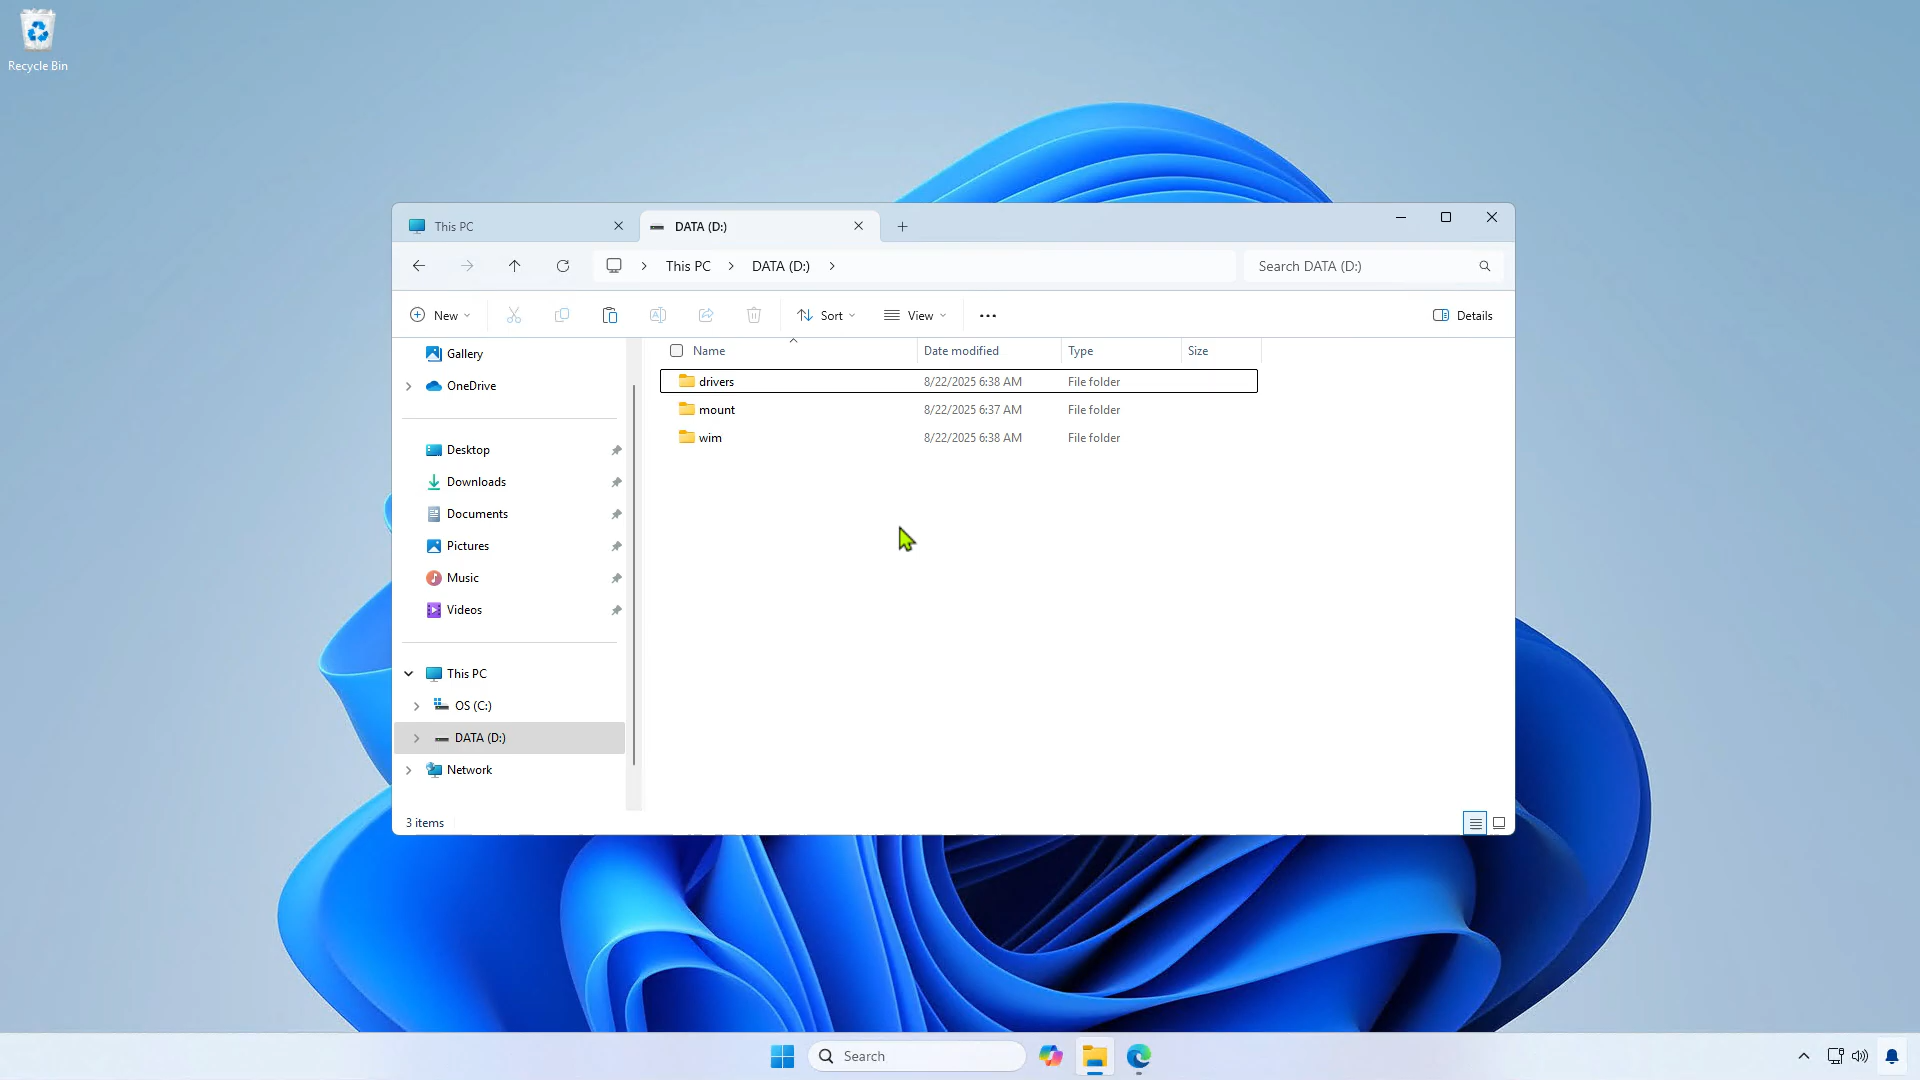 Recycle Bin
This PC
DATA (D:)
This PC
DATA (D:)
Search DATA (D:)
New
Sort
View
Details
Gallery
OneDrive
Desktop
Downloads
Documents
Pictures
Music
Videos
This PC
OS (C:)
DATA (D:)
Network
Name Date modified Type Size
drivers 8/22/2025 6:38 AM File folder
mount 8/22/2025 6:37 AM File folder
wim 8/22/2025 6:38 AM File folder
3 items
Search